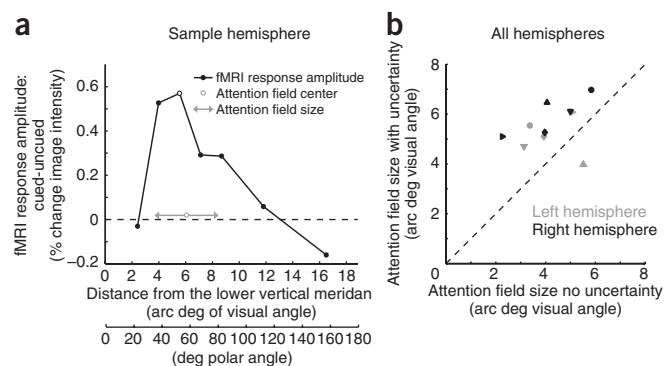 a
Sample hemisphere
fMRI response amplitude:
cued-uncued
(% change image intensity)
0.6
0.4
0.2
0
–0.2
fMRI response amplitude
Attention field center
Attention field size
0 2 4 6 8 10 12 14 16 18
Distance from the lower vertical meridian
(arc deg of visual angle)
0 20 40 60 80 100 120 140 160 180
(deg polar angle)
b
All hemispheres
Attention field size with uncertainty
(arc deg visual angle)
8
6
4
2
0
Left hemisphere
Right hemisphere
0 2 4 6 8
Attention field size no uncertainty
(arc deg visual angle)